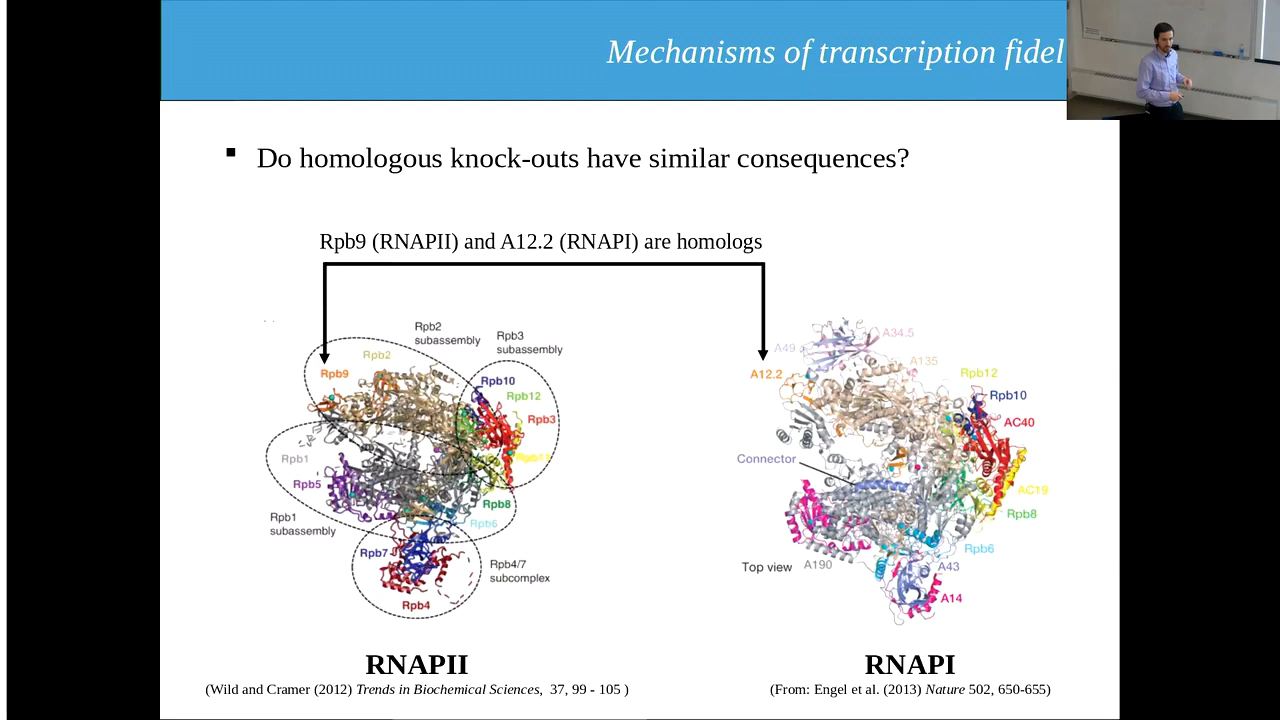 Mechanisms of transcription fidel
▪ Do homologous knock-outs have similar consequences?
Rpb9 (RNAPII) and A12.2 (RNAPI) are homologs
Rpb2
subassembly
Rpb3
subassembly
Rpb2
Rpb9
Rpb10
Rpb12
Rpb3
Rpb1
Rpb5
Rpb8
Rpb6
Rpb1
subassembly
Rpb7
Rpb4/7
subcomplex
Rpb4
A49
A34.5
A135
A12.2
Rpb12
Rpb10
AC40
Connector
AC19
Rpb8
Rpb6
Top view
A190
A43
A14
RNAPII
(Wild and Cramer (2012) Trends in Biochemical Sciences, 37, 99 - 105 )
RNAPI
(From: Engel et al. (2013) Nature 502, 650-655)